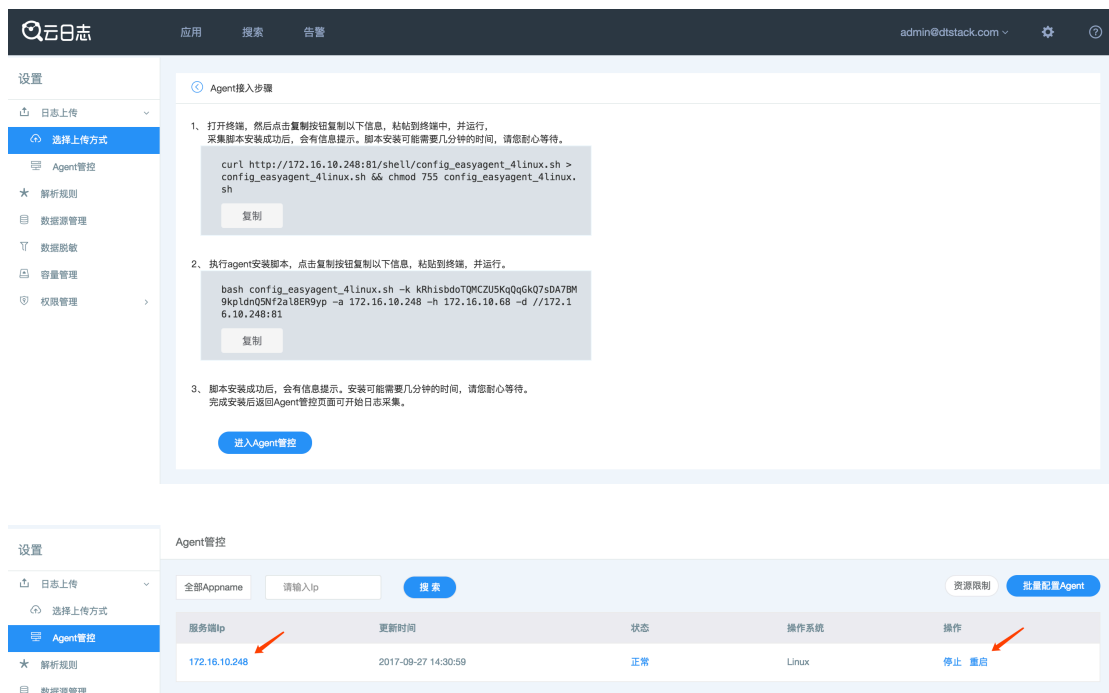 云日志
应用 搜索 告警 admin@dtstack.com
设置
日志上传
选择上传方式
Agent管控
解析规则
数据源管理
数据脱敏
容量管理
权限管理
Agent接入步骤
1、 打开终端，然后点击复制按钮复制以下信息，粘帖到终端中，并运行，
采集脚本安装成功后，会有信息提示。脚本安装可能需要几分钟的时间，请您耐心等待。
curl http://172.16.10.248:81/shell/config_easyagent_4linux.sh >
config_easyagent_4linux.sh && chmod 755 config_easyagent_4linux.
sh
复制
2、 执行agent安装脚本，点击复制按钮复制以下信息，粘贴到终端，并运行。
bash config_easyagent_4linux.sh -k kRhisbdoTQMCZU5KqQqGkQ7sDA7BM
9kpldnQ5Nf2al8ER9yp -a 172.16.10.248 -h 172.16.10.68 -d //172.1
6.10.248:81
复制
3、 脚本安装成功后，会有信息提示。安装可能需要几分钟的时间，请您耐心等待。
完成安装后返回Agent管控页面可开始日志采集。
进入Agent管控
设置
日志上传
选择上传方式
Agent管控
解析规则
数据源管理
Agent管控
全部Appname 请输入Ip 搜索 资源限制 批量配置Agent
服务端Ip 更新时间 状态 操作系统 操作
172.16.10.248 2017-09-27 14:30:59 正常 Linux 停止 重启